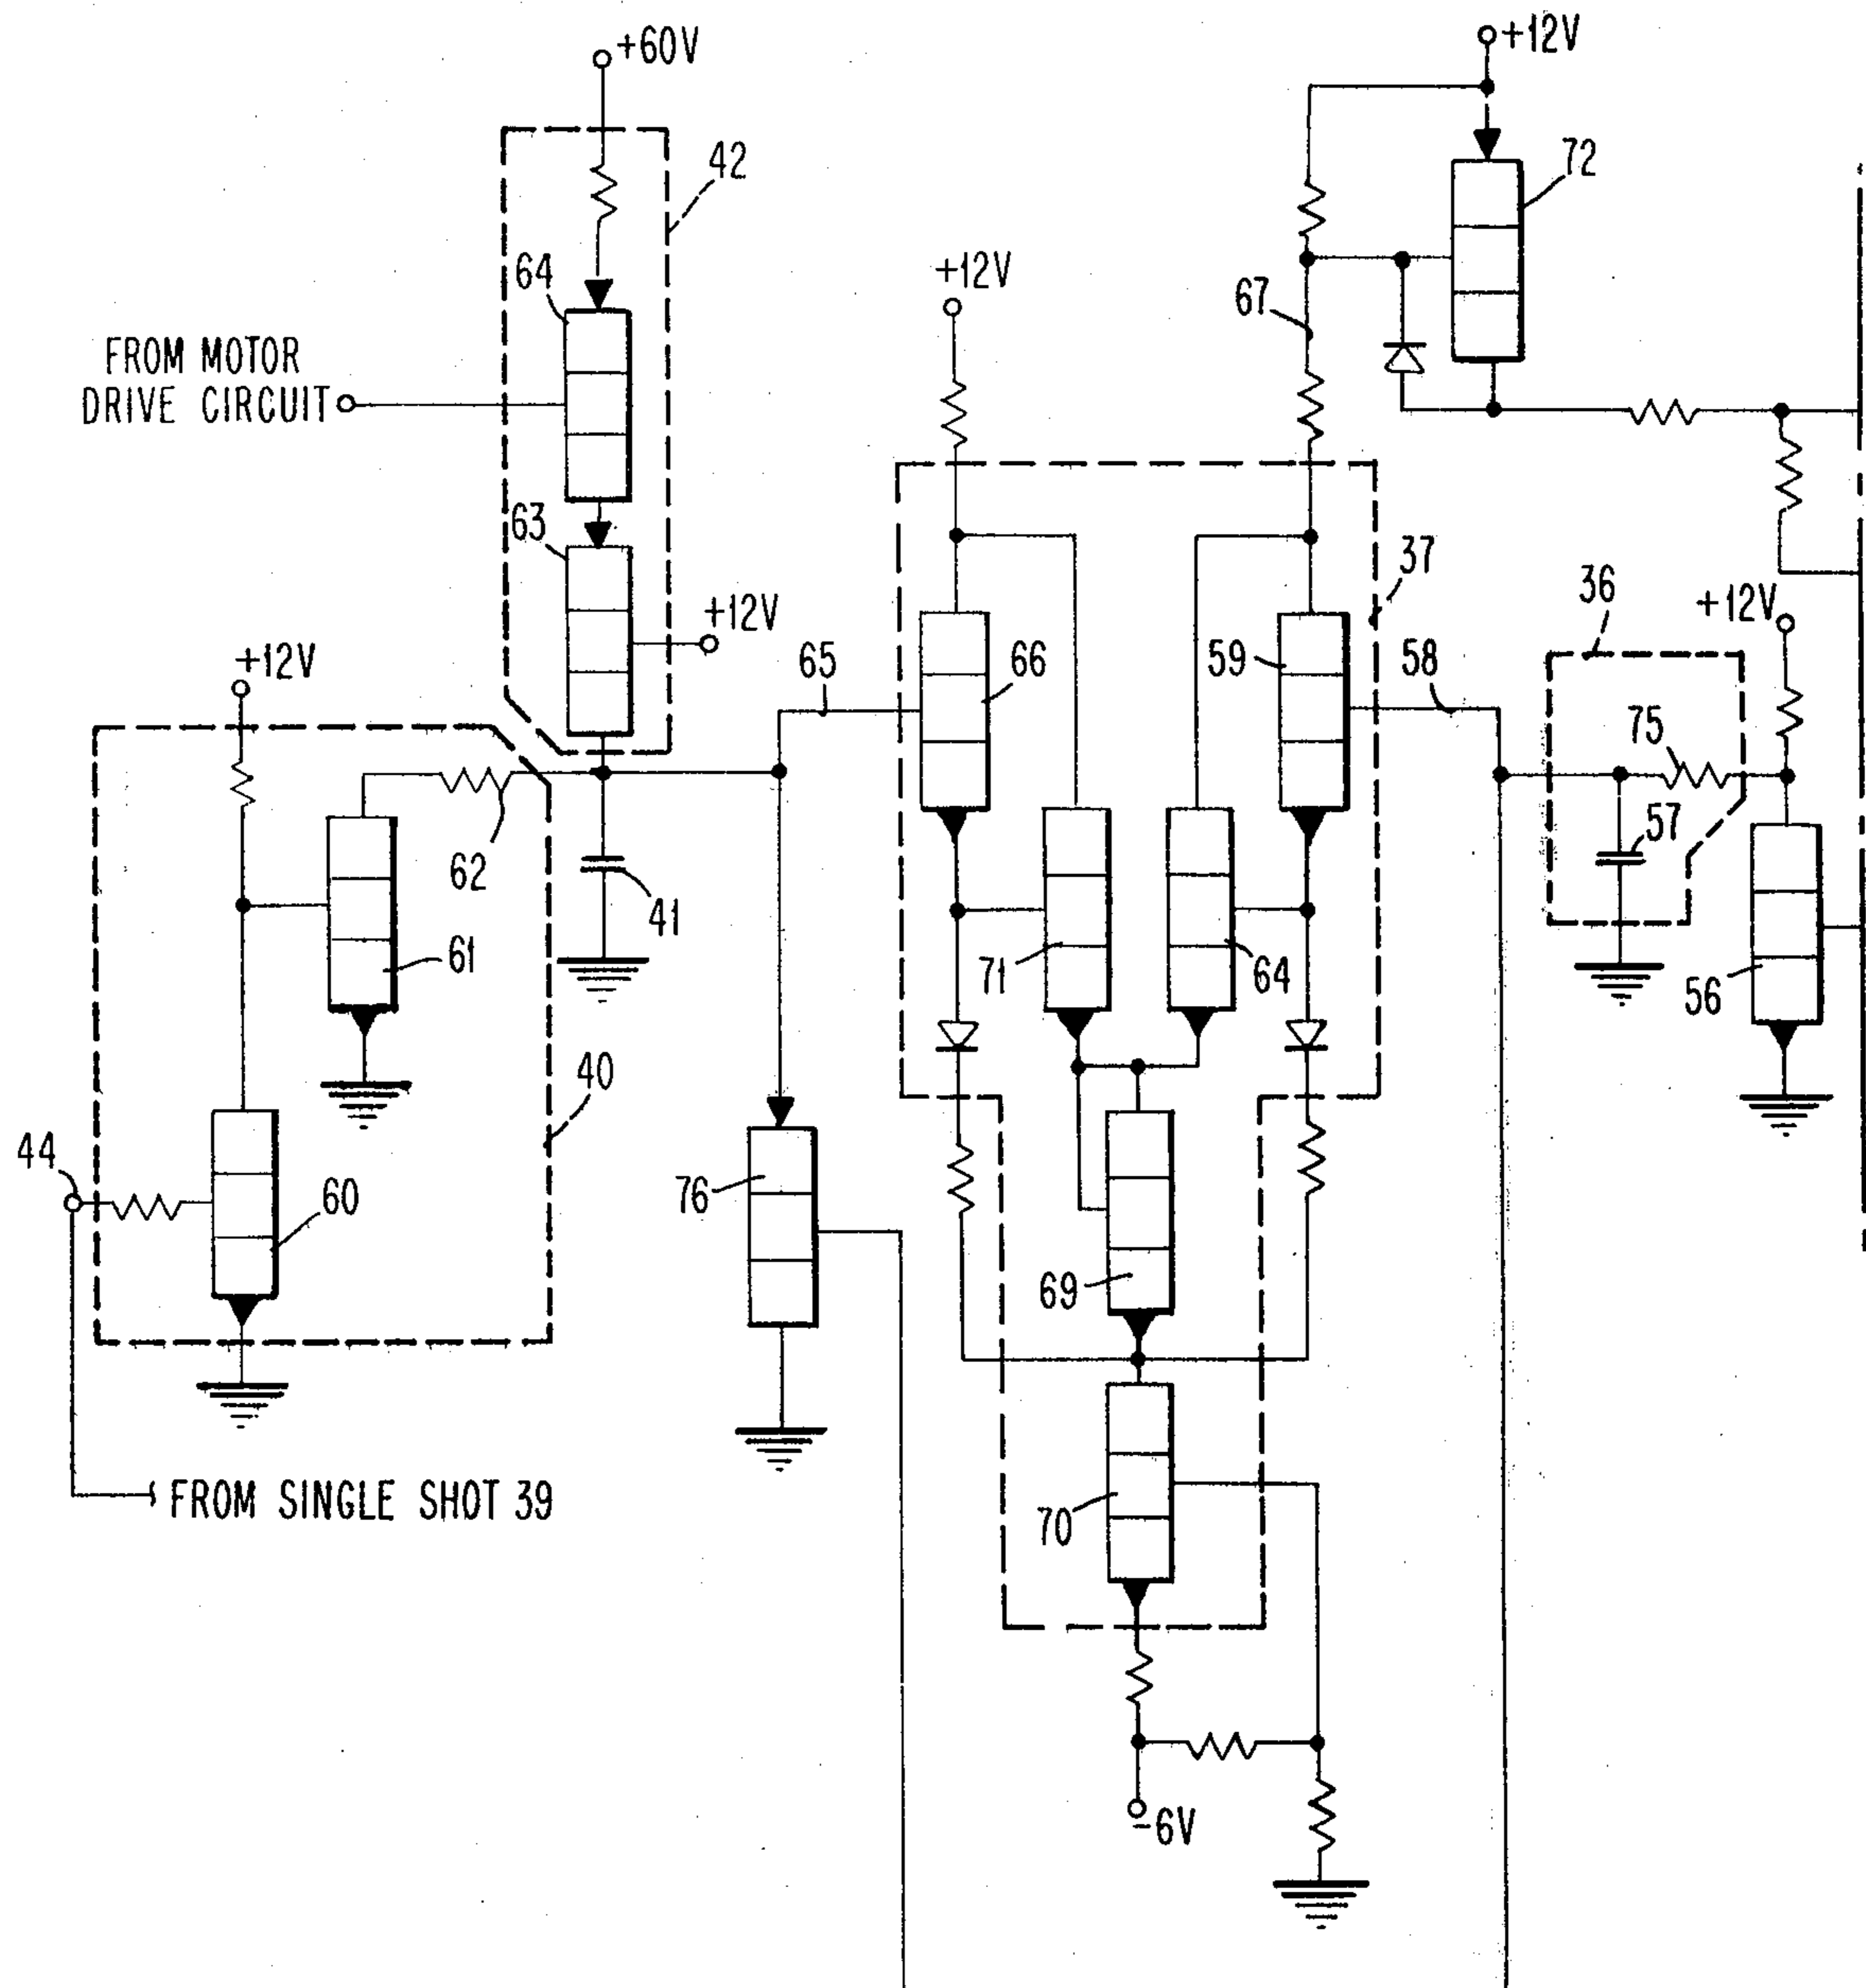 +60V
+12V
42
72
64
+12V
67
FROM MOTOR
DRIVE CIRCUIT
63
37
36
+12V
+12V
65
66
59
58
+12V
75
57
62
41
61
71
64
56
40
44
76
60
69
FROM SINGLE SHOT 39
70
-6V